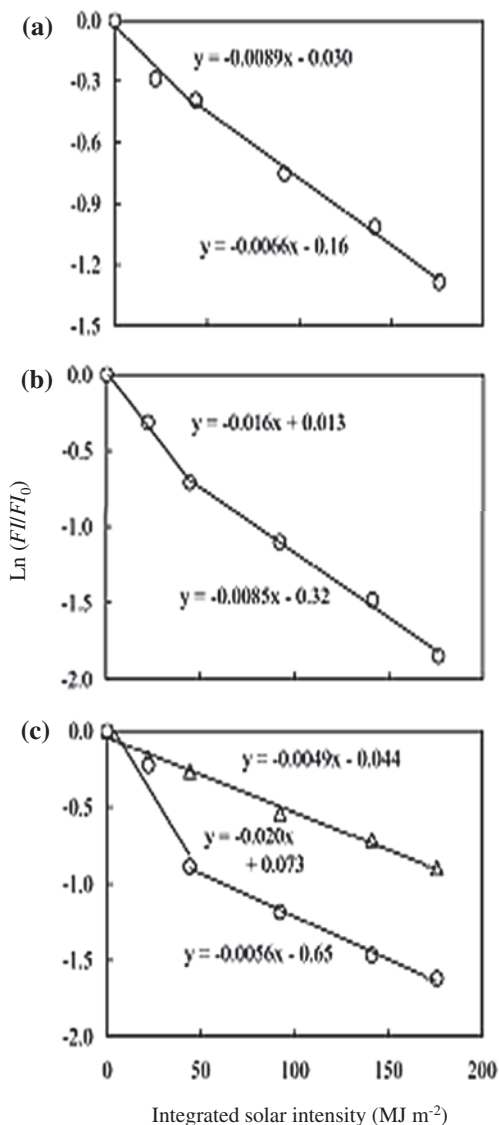 (a)
0.0
-0.3
-0.6
-0.9
-1.2
-1.5
y = -0.0089x - 0.030
y = -0.0066x - 0.16
(b)
0.0
-0.5
-1.0
-1.5
-2.0
y = -0.016x + 0.013
y = -0.0085x - 0.32
Ln (FI/FI₀)
(c)
0.0
-0.5
-1.0
-1.5
-2.0
y = -0.0049x - 0.044
y = -0.020x
+ 0.073
y = -0.0056x - 0.65
0 50 100 150 200
Integrated solar intensity (MJ m⁻²)